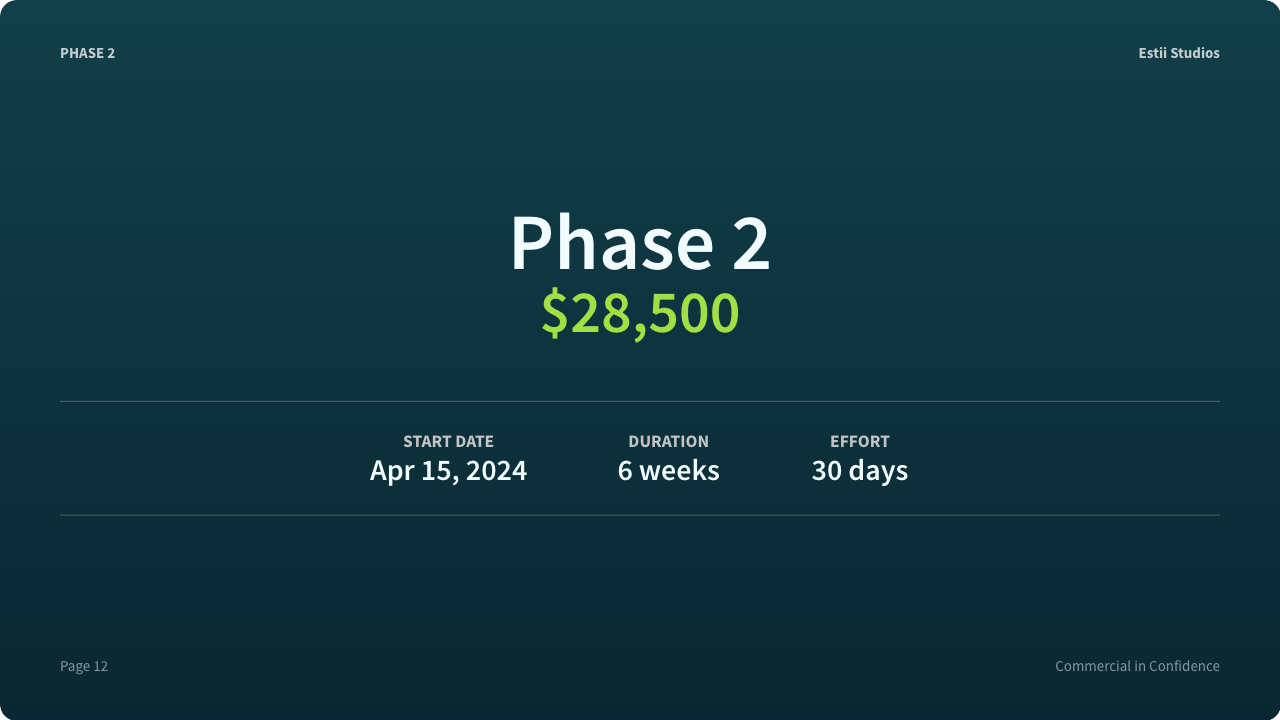 PHASE 2
Estii Studios
Phase 2
$28,500
START DATE
Apr 15, 2024
DURATION
6 weeks
EFFORT
30 days
Page 12
Commercial in Confidence